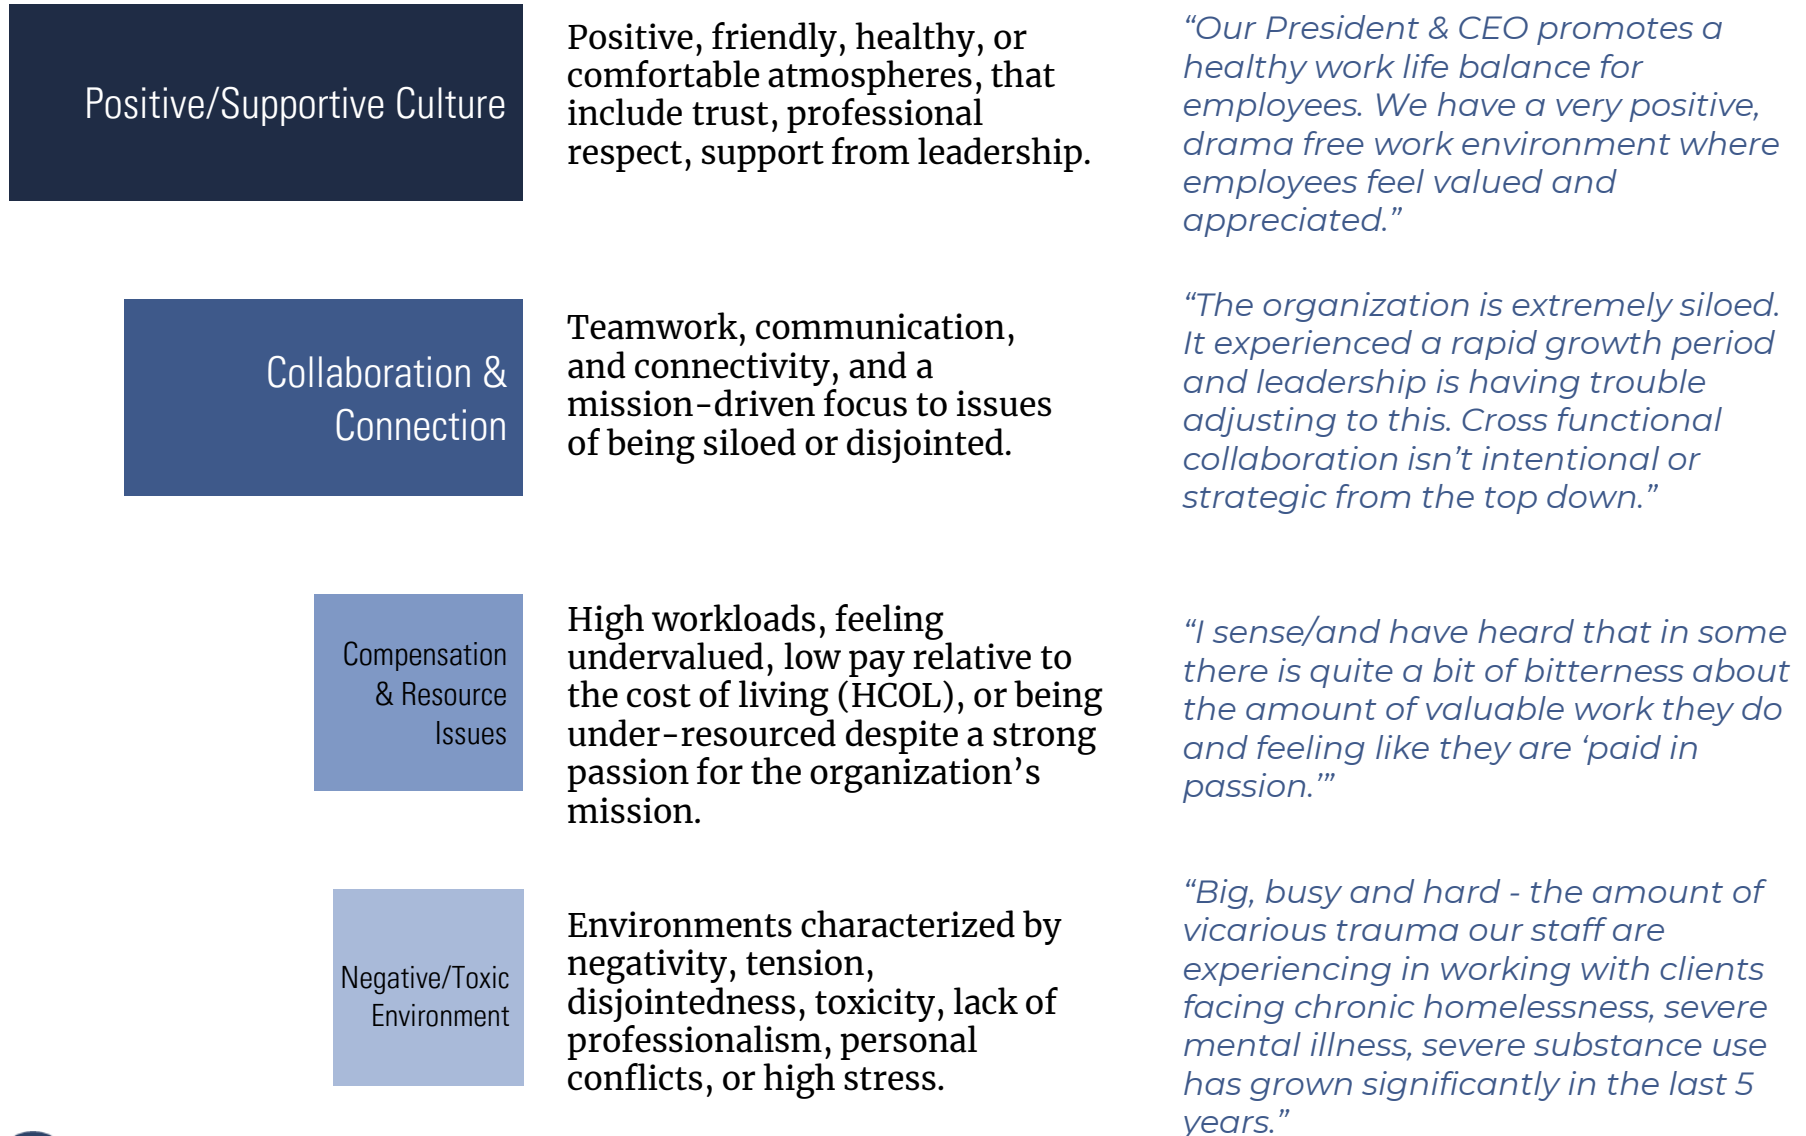 Positive/Supportive Culture
Positive, friendly, healthy, or
comfortable atmospheres, that
include trust, professional
respect, support from leadership.
“Our President & CEO promotes a
healthy work life balance for
employees. We have a very positive,
drama free work environment where
employees feel valued and
appreciated.”
Collaboration &
Connection
Teamwork, communication,
and connectivity, and a
mission-driven focus to issues
of being siloed or disjointed.
“The organization is extremely siloed.
It experienced a rapid growth period
and leadership is having trouble
adjusting to this. Cross functional
collaboration isn’t intentional or
strategic from the top down.”
Compensation
& Resource
Issues
High workloads, feeling
undervalued, low pay relative to
the cost of living (HCOL), or being
under-resourced despite a strong
passion for the organization’s
mission.
“I sense/and have heard that in some
there is quite a bit of bitterness about
the amount of valuable work they do
and feeling like they are ‘paid in
passion.’”
Negative/Toxic
Environment
Environments characterized by
negativity, tension,
disjointedness, toxicity, lack of
professionalism, personal
conflicts, or high stress.
“Big, busy and hard - the amount of
vicarious trauma our staff are
experiencing in working with clients
facing chronic homelessness, severe
mental illness, severe substance use
has grown significantly in the last 5
years.”